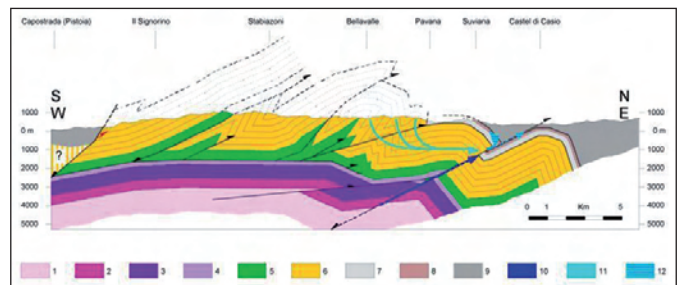 Capostrada (Pistoia) Il Signorino Stabiazoni Bellavalle Pavana Suviana Castel di Casio
S W
N E
1000 1000
0 m 0 m
1000 1000
2000 2000
3000 3000
4000 4000
5000 5000
?
0 1 Km 5
1 2 3 4 5 6 7 8 9 10 11 12